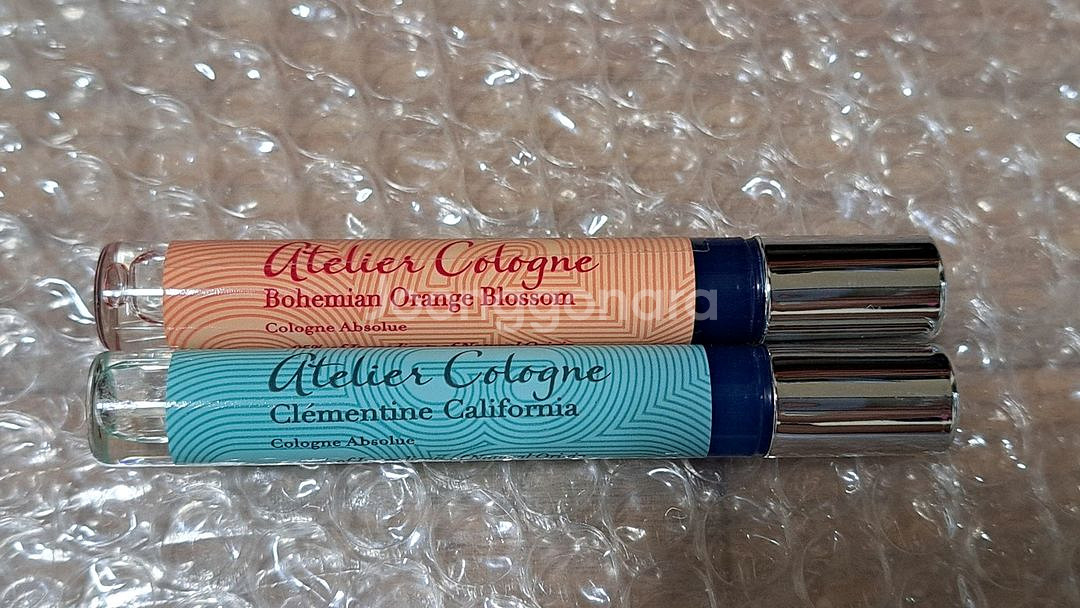 Atelier Cologne
Bohemian Orange Blossom
Cologne Absolue
Atelier Cologne
Clémentine California
Cologne Absolue